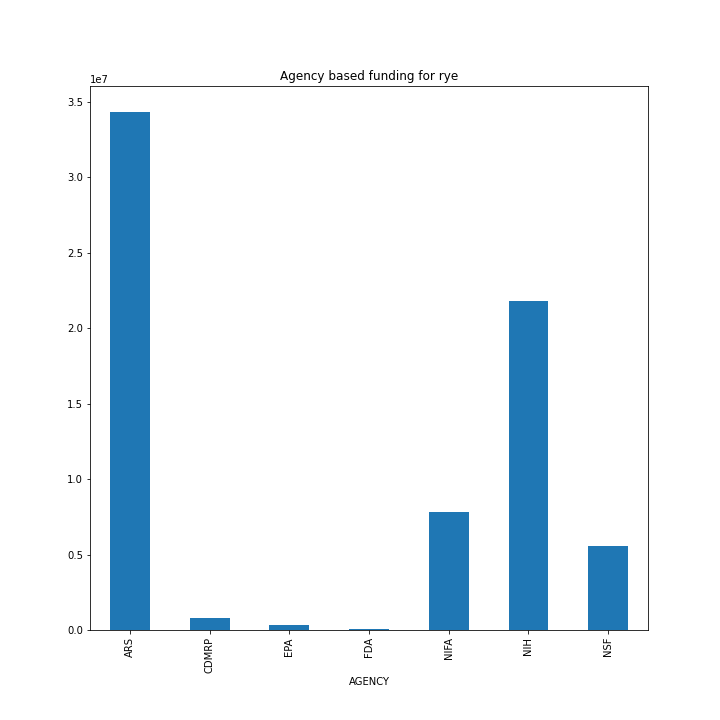 Agency based funding for rye
1e7
3.5
3.0
2.5
2.0
1.5
1.0
0.5
0.0
ARS
CDMRP
EPA
FDA
NIFA
NIH
NSF
AGENCY